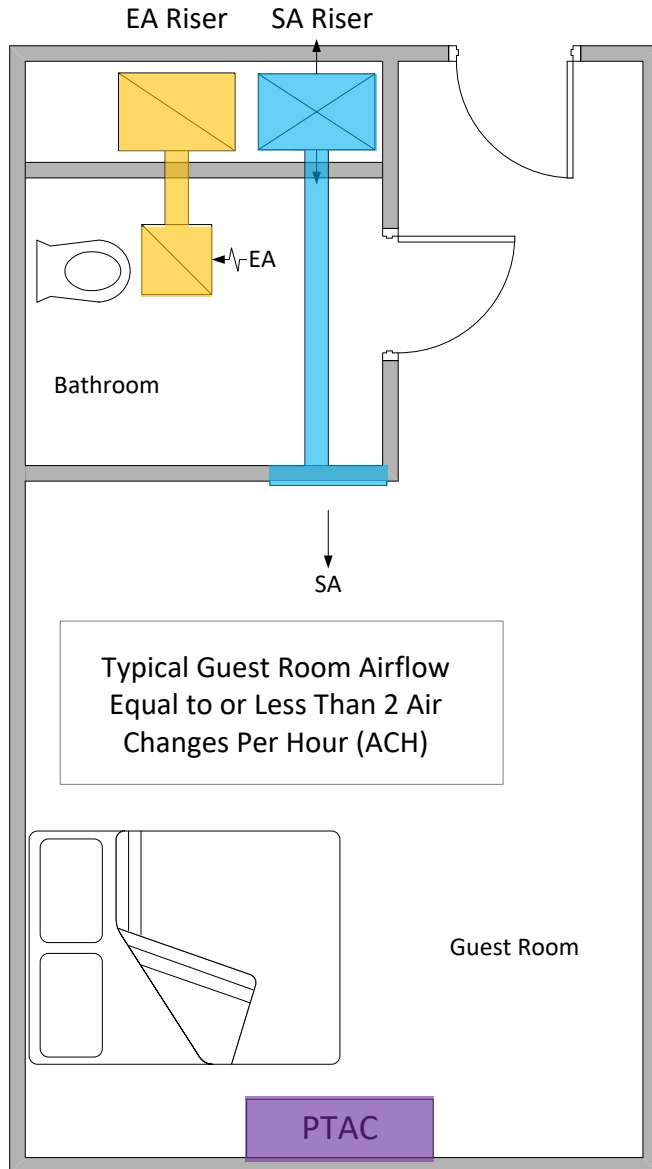 EA Riser
SA Riser
EA
Bathroom
SA
Typical Guest Room Airflow
Equal to or Less Than 2 Air
Changes Per Hour (ACH)
Guest Room
PTAC